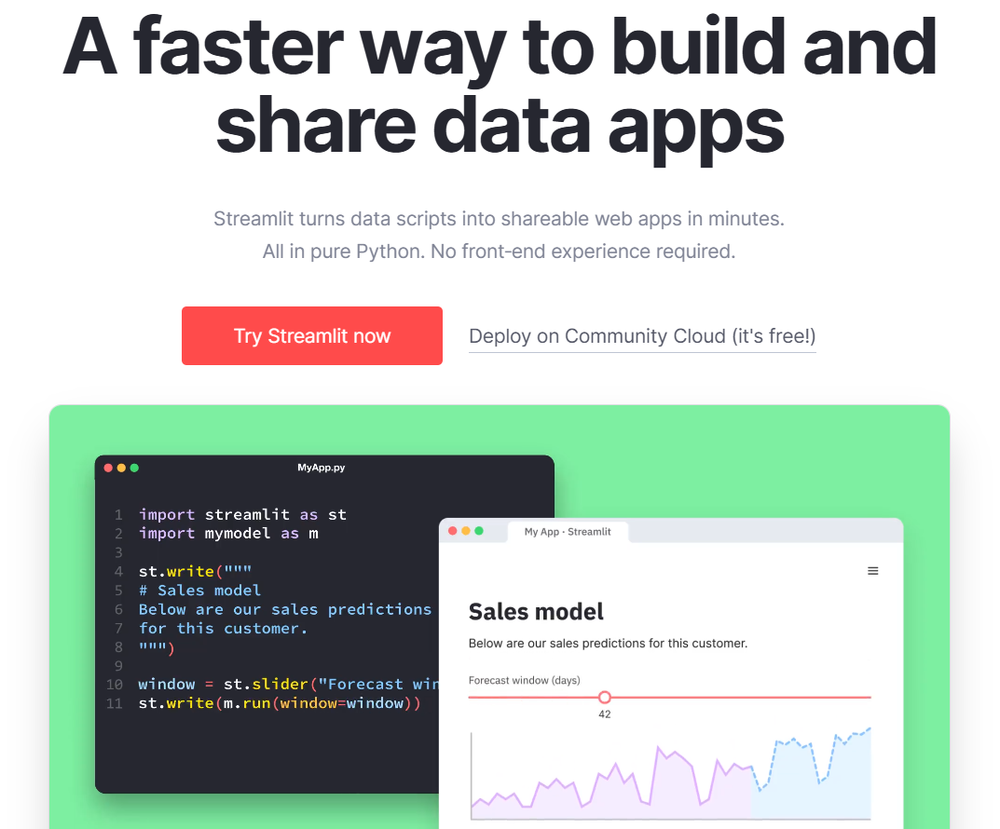 A faster way to build and
share data apps
Streamlit turns data scripts into shareable web apps in minutes.
All in pure Python. No front-end experience required.
Try Streamlit now
Deploy on Community Cloud (it's free!)
MyApp.py
1 import streamlit as st
2 import mymodel as m
3
4 st.write("""
5 # Sales model
6 Below are our sales predictions
7 for this customer.
8 """)
9
10 window = st.slider("Forecast win
11 st.write(m.run(window=window))
My App · Streamlit
Sales model
Below are our sales predictions for this customer.
Forecast window (days)
42